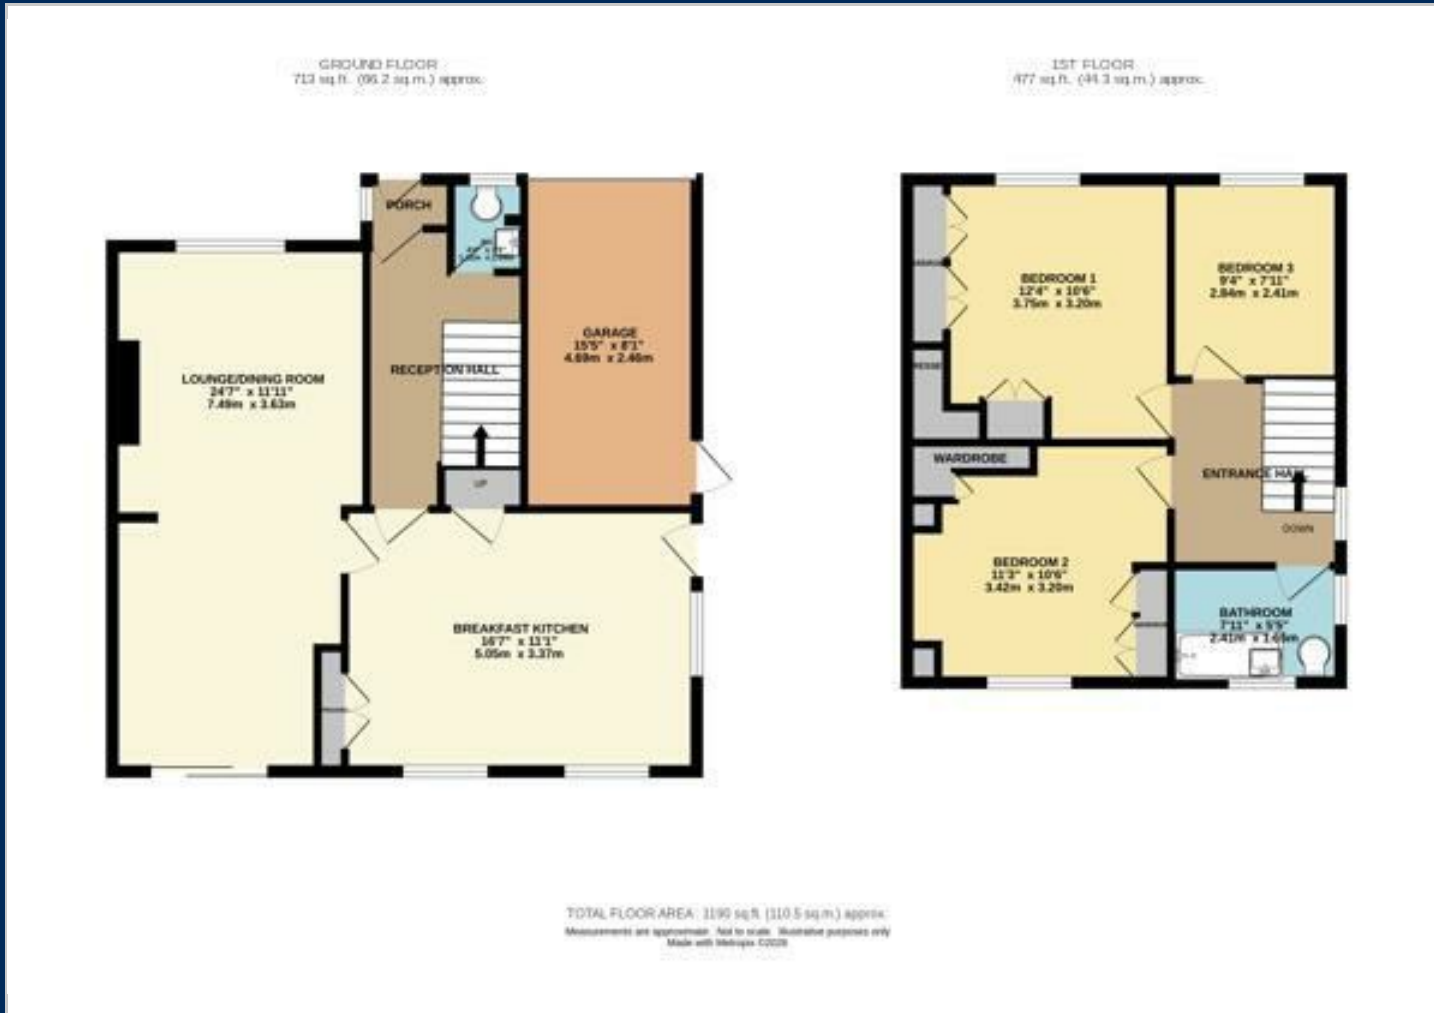 GROUND FLOOR
713 sq.ft. (66.2 sq.m.) approx.
1ST FLOOR
477 sq.ft. (44.3 sq.m.) approx.
PORCH
LOUNGE/DINING ROOM
24'7" x 11'11"
7.49m x 3.63m
RECEPTION HALL
UP
GARAGE
15'5" x 8'1"
4.69m x 2.46m
BREAKFAST KITCHEN
16'7" x 11'1"
5.05m x 3.37m
BEDROOM 1
12'4" x 10'6"
3.75m x 3.20m
BEDROOM 3
9'4" x 7'11"
2.84m x 2.41m
WARDROBE
ENTRANCE HALL
DOWN
BEDROOM 2
11'3" x 10'6"
3.42m x 3.20m
BATHROOM
7'11" x 5'5"
2.41m x 1.65m
TOTAL FLOOR AREA : 1190 sq.ft. (110.5 sq.m.) approx.
Measurements are approximate. Not to scale. Illustrative purposes only
Made with Metropix ©2026